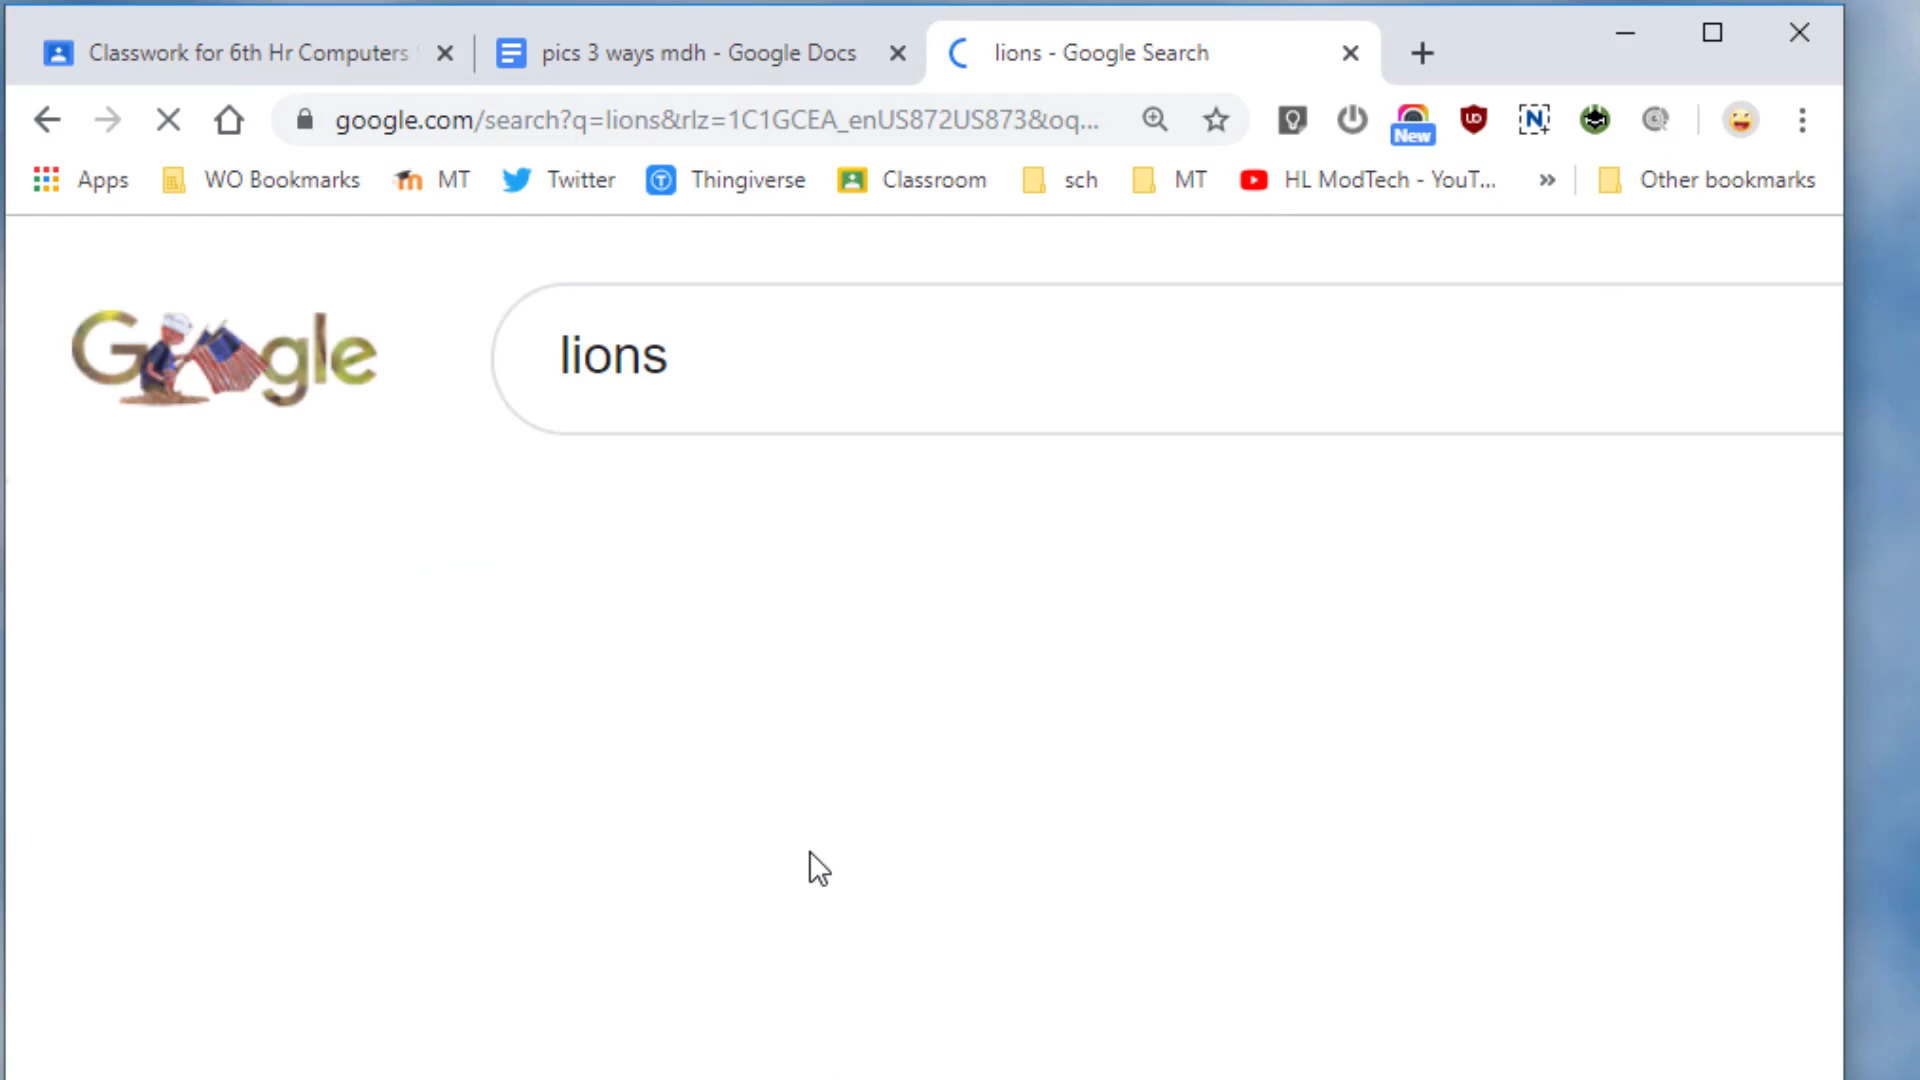 Classwork for 6th Hr Computers
pics 3 ways mdh - Google Docs
lions - Google Search
google.com/search?q=lions&rlz=1C1GCEA_enUS872US873&oq...
New
Apps
WO Bookmarks
MT
Twitter
Thingiverse
Classroom
sch
MT
HL ModTech - YouT...
Other bookmarks
Google
lions